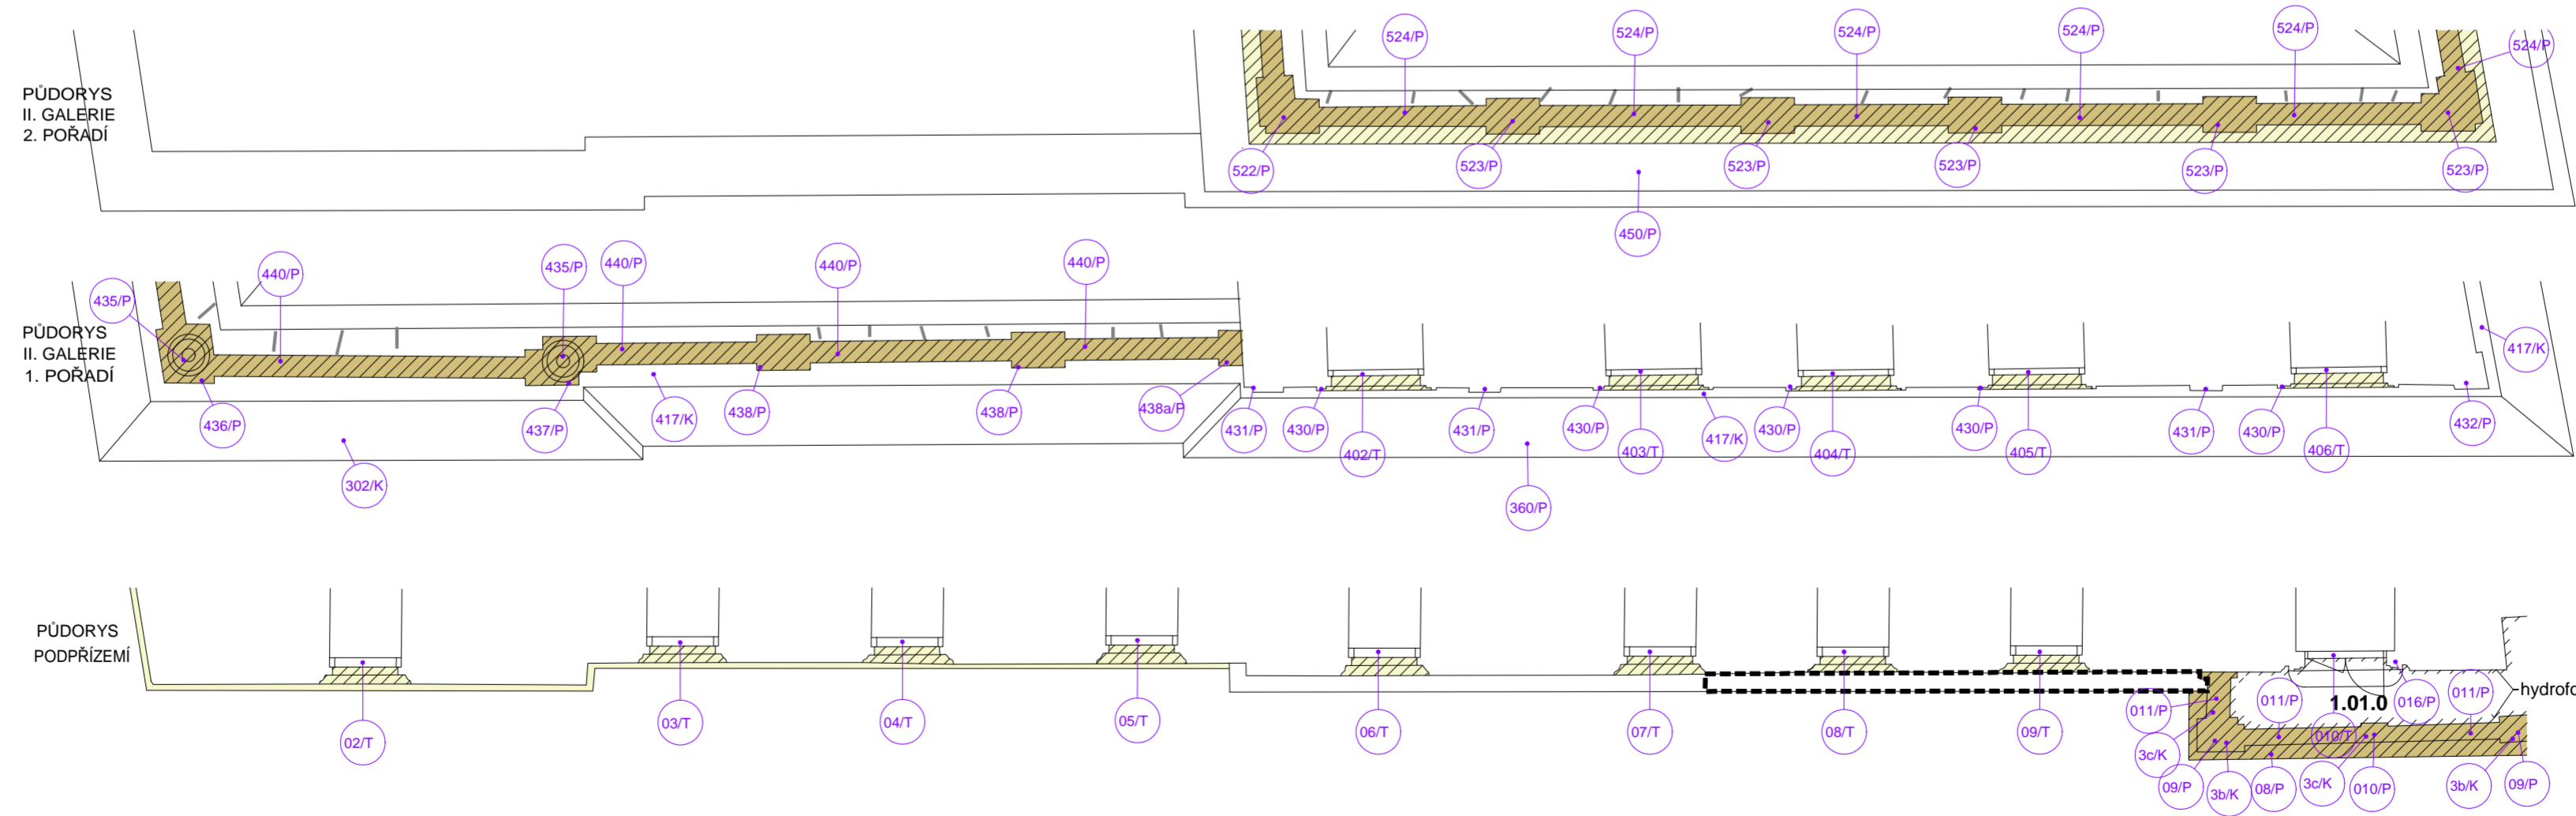 524/P
524/P
524/P
524/P
524/P
524/P
PŮDORYS
II. GALERIE
2. POŘADÍ
522/P
523/P
523/P
523/P
523/P
523/P
450/P
435/P
440/P
435/P
440/P
440/P
440/P
PŮDORYS
II. GALERIE
1. POŘADÍ
417/K
436/P
437/P
417/K
438/P
438/P
438a/P
431/P
430/P
402/T
431/P
430/P
403/T
417/K
430/P
404/T
430/P
405/T
431/P
430/P
406/T
432/P
302/K
360/P
PŮDORYS
PODPŘÍZEMÍ
02/T
03/T
04/T
05/T
06/T
07/T
08/T
09/T
011/P
011/P
1.01.0
016/P
011/P
hydrofo
010/T
3c/K
09/P
3b/K
08/P
3c/K
010/P
3b/K
09/P